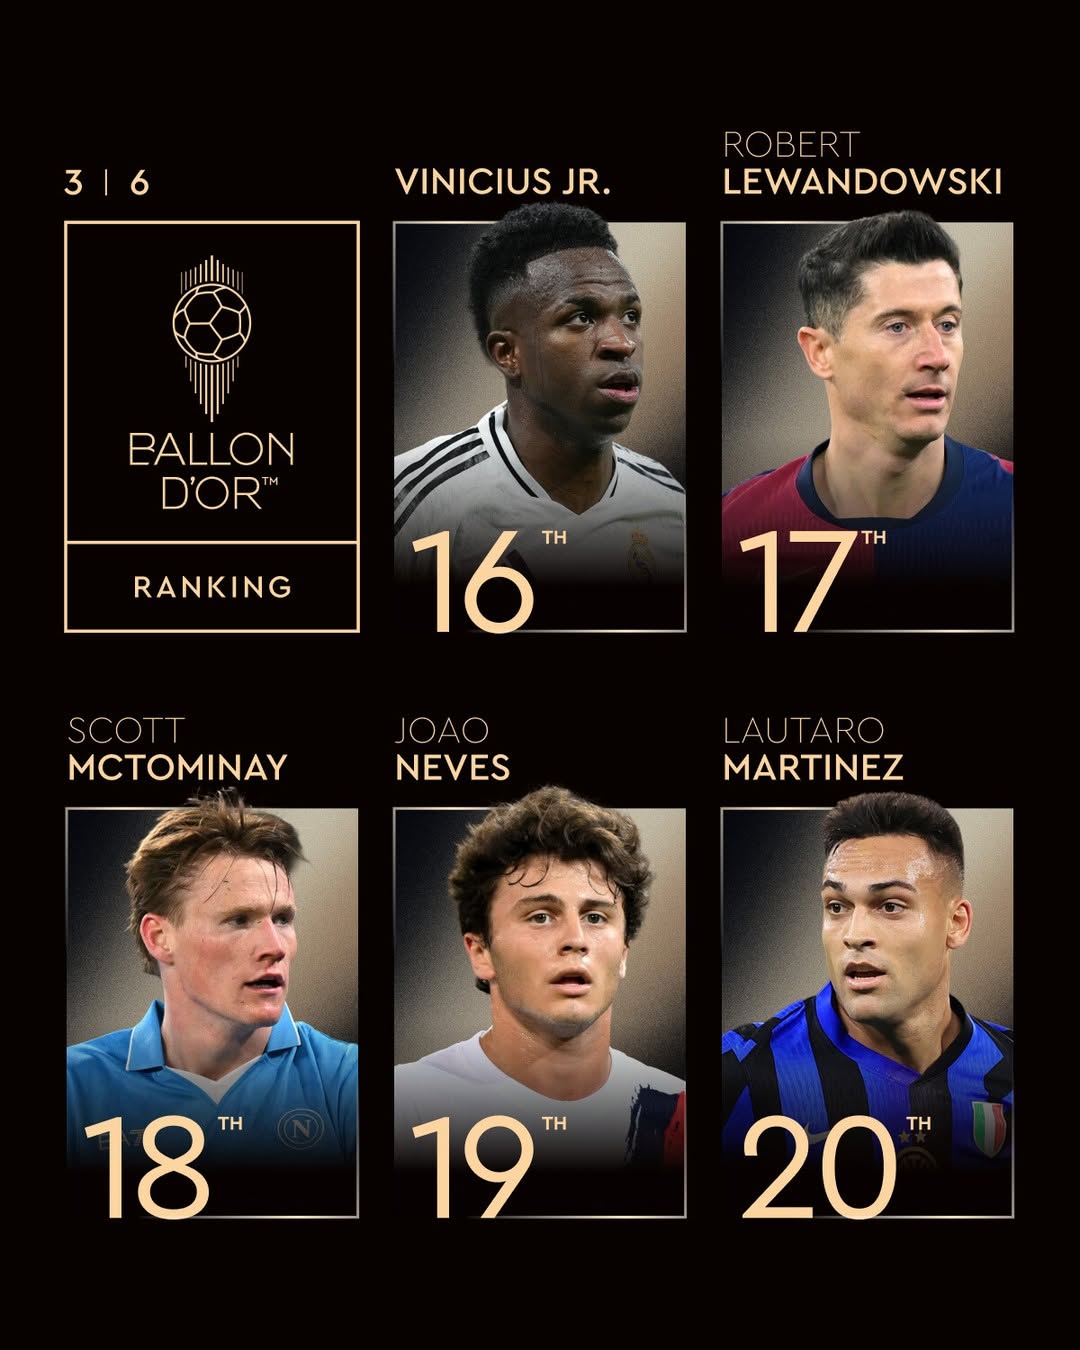 3 | 6
BALLON
D'OR™
RANKING
VINICIUS JR.
16TH
ROBERT
LEWANDOWSKI
17TH
SCOTT
MCTOMINAY
18TH
N
JOAO
NEVES
19TH
LAUTARO
MARTINEZ
20TH